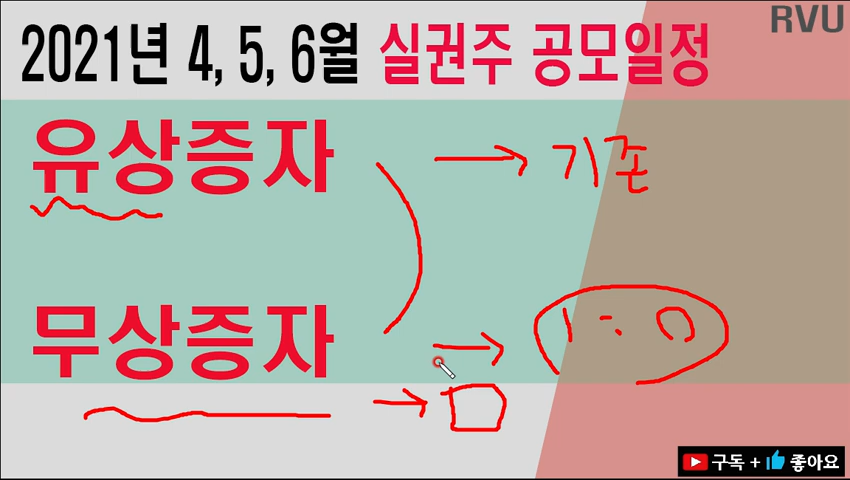 RVU
2021년 4, 5, 6월 실권주 공모일정
유상증자 → 기존
무상증자 → 1:0
구독 + 좋아요